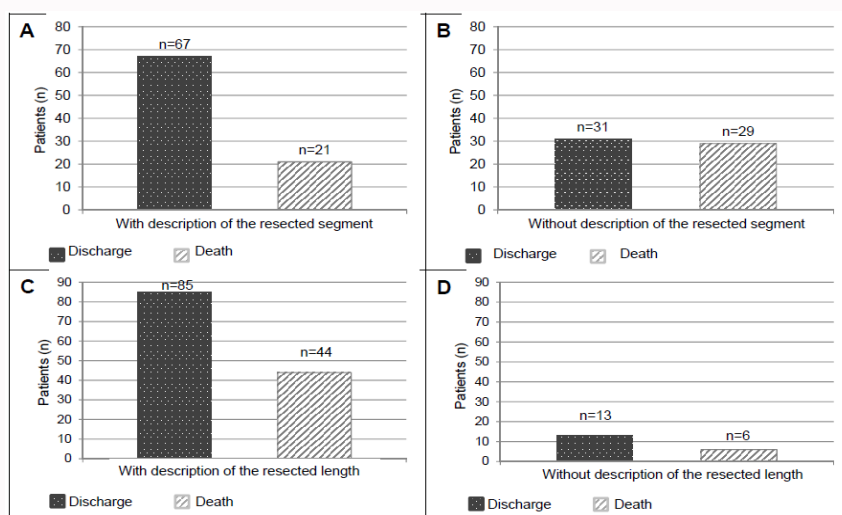 A
n=67
n=21
Patients (n)
80
70
60
50
40
30
20
10
0
With description of the resected segment
Discharge Death
B
n=31
n=29
Patients (n)
80
70
60
50
40
30
20
10
0
Without description of the resected segment
Discharge Death
C
n=85
n=44
Patients (n)
90
80
70
60
50
40
30
20
10
0
With description of the resected length
Discharge Death
D
n=13
n=6
Patients (n)
90
80
70
60
50
40
30
20
10
0
Without description of the resected length
Discharge Death